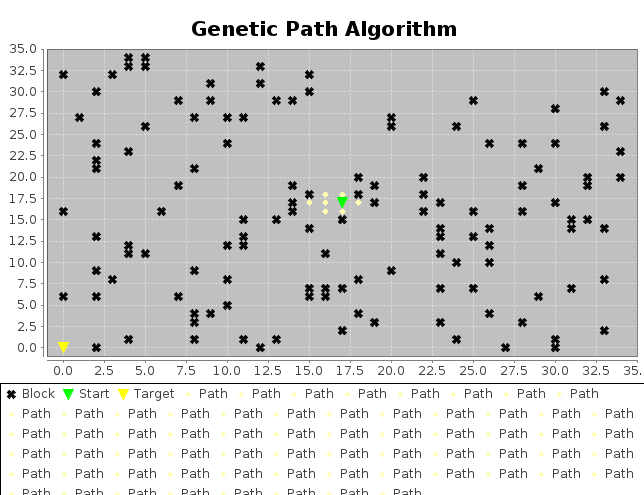 Genetic Path Algorithm
35.0
32.5
30.0
27.5
25.0
22.5
20.0
17.5
15.0
12.5
10.0
7.5
5.0
2.5
0.0
0.0 2.5 5.0 7.5 10.0 12.5 15.0 17.5 20.0 22.5 25.0 27.5 30.0 32.5 35.
Block Start Target Path Path Path Path Path Path Path Path
Path Path Path Path Path Path Path Path Path Path Path Path
Path Path Path Path Path Path Path Path Path Path Path Path
Path Path Path Path Path Path Path Path Path Path Path Path
Path Path Path Path Path Path Path Path Path Path Path Path
Path Path Path Path Path Path Path Path